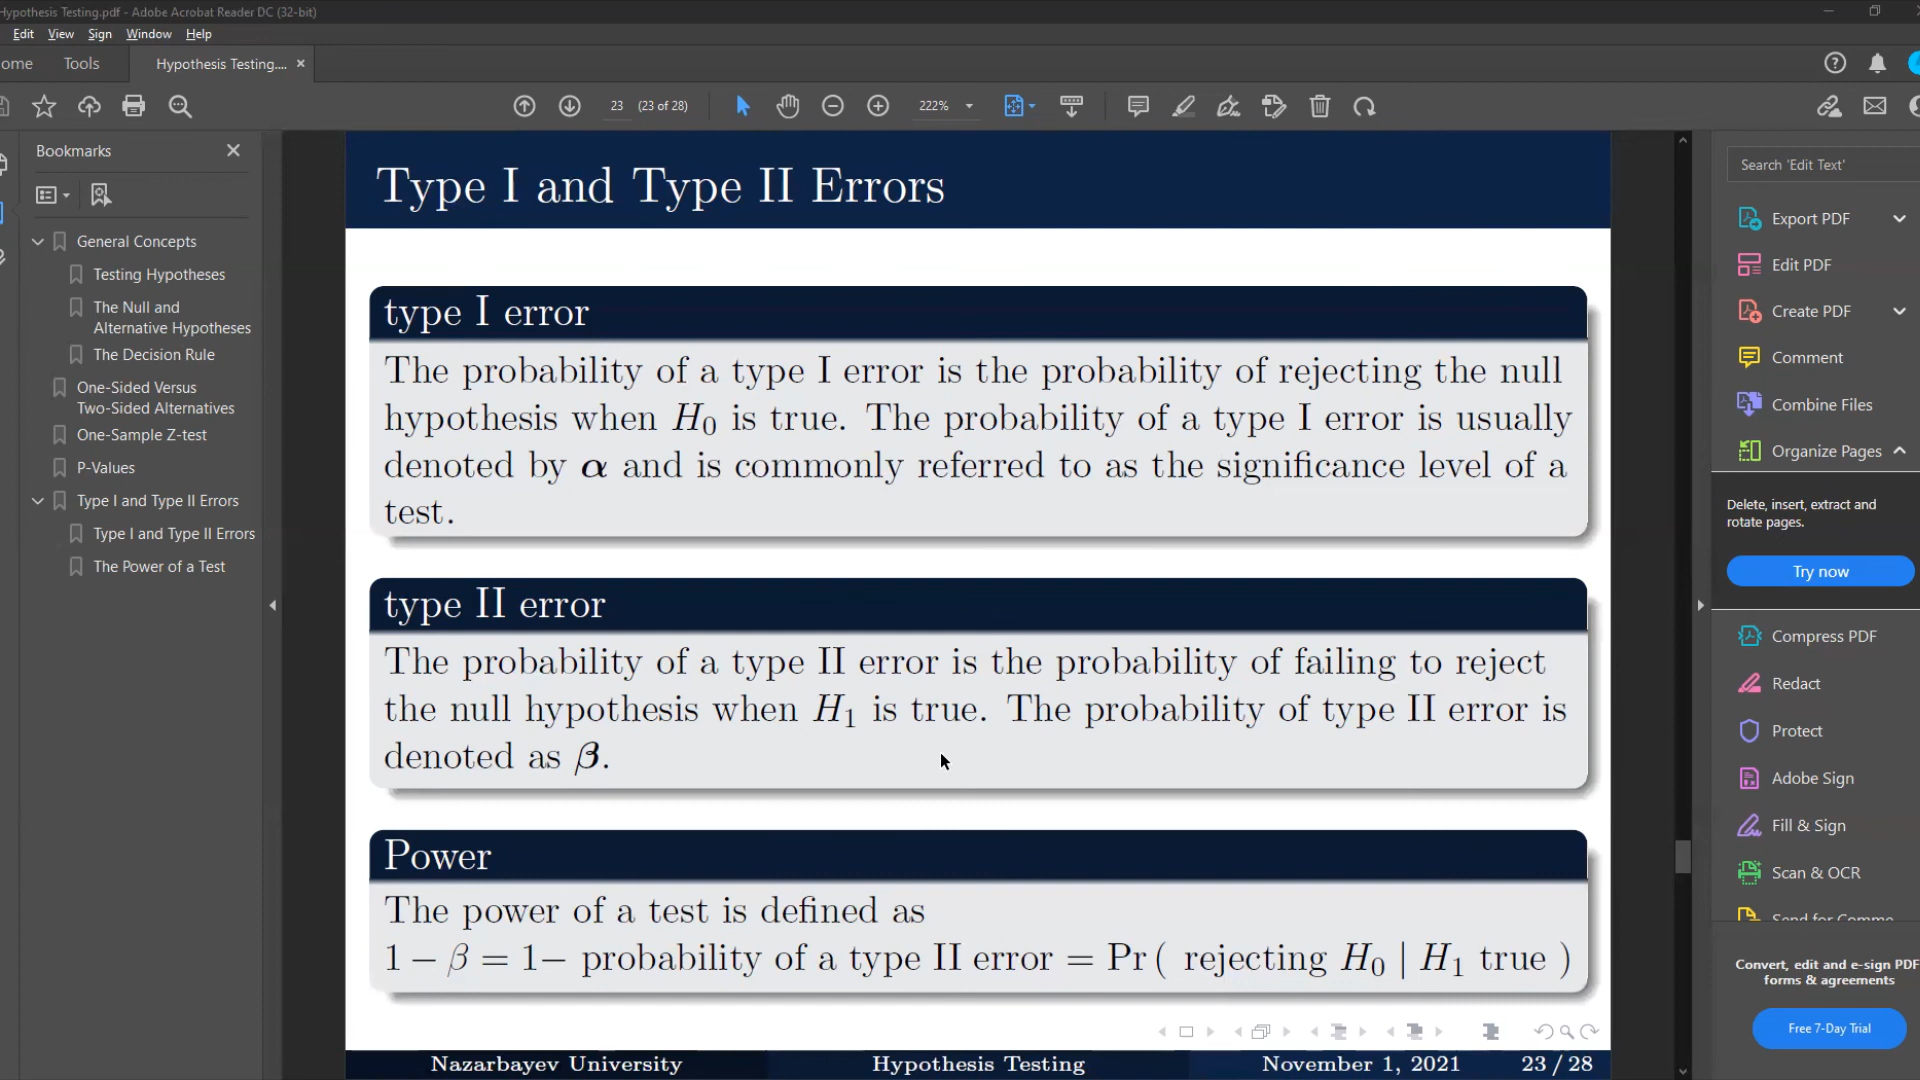 Hypothesis Testing.pdf - Adobe Acrobat Reader DC (32-bit)
Edit View Sign Window Help
ome Tools Hypothesis Testing.... ×
23 (23 of 28) 222%
Bookmarks
General Concepts
Testing Hypotheses
The Null and
Alternative Hypotheses
The Decision Rule
One-Sided Versus
Two-Sided Alternatives
One-Sample Z-test
P-Values
Type I and Type II Errors
Type I and Type II Errors
The Power of a Test
Type I and Type II Errors
type I error
The probability of a type I error is the probability of rejecting the null
hypothesis when H₀ is true. The probability of a type I error is usually
denoted by α and is commonly referred to as the significance level of a
test.
type II error
The probability of a type II error is the probability of failing to reject
the null hypothesis when H₁ is true. The probability of type II error is
denoted as β.
Power
The power of a test is defined as
1 − β = 1− probability of a type II error = Pr ( rejecting H₀ | H₁ true )
Nazarbayev University Hypothesis Testing November 1, 2021 23 / 28
Search 'Edit Text'
Export PDF
Edit PDF
Create PDF
Comment
Combine Files
Organize Pages
Delete, insert, extract and
rotate pages.
Try now
Compress PDF
Redact
Protect
Adobe Sign
Fill & Sign
Scan & OCR
Send for Comme
Convert, edit and e-sign PDF
forms & agreements
Free 7-Day Trial